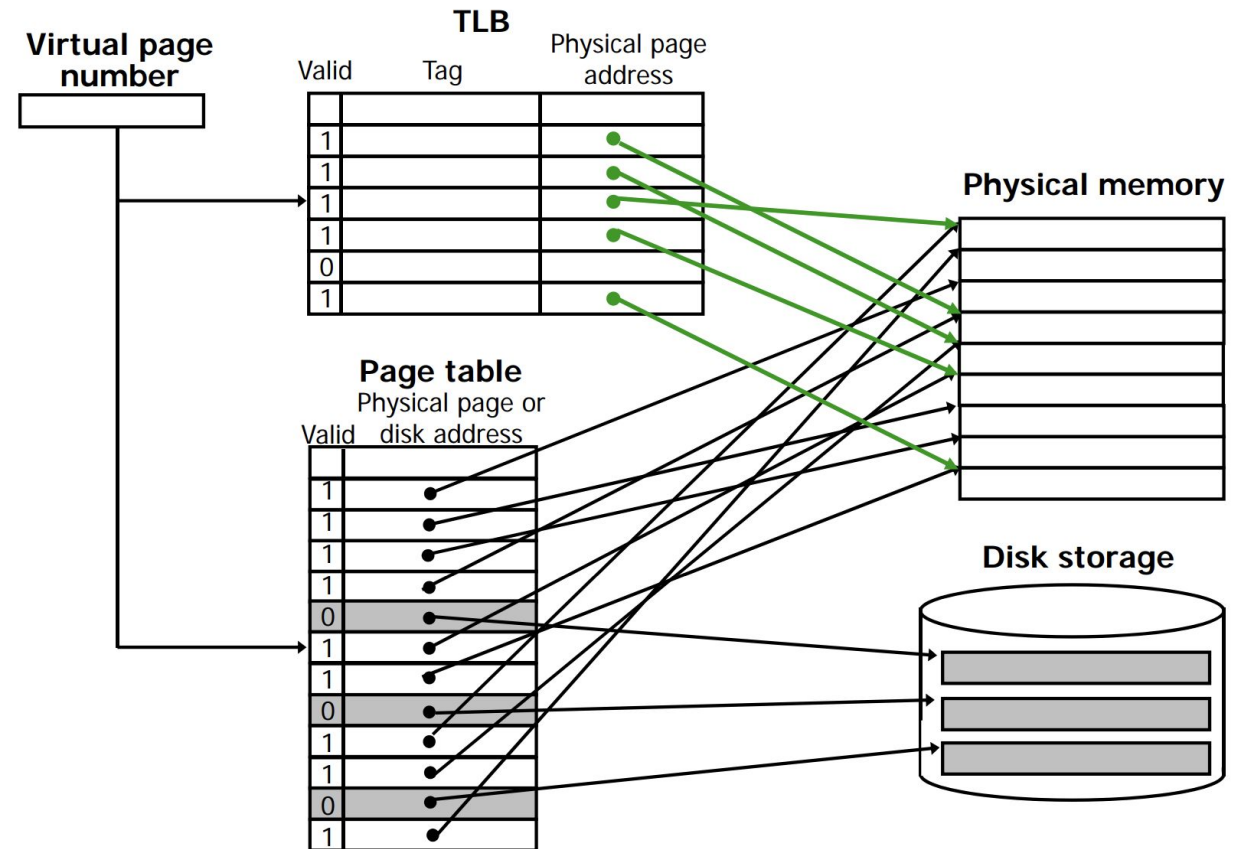 TLB
Virtual page
number
Physical page
address
Valid
Tag
1
1
1
1
0
1
Physical memory
Page table
Physical page or
disk address
Valid
1
1
1
1
0
1
1
0
1
1
0
1
Disk storage